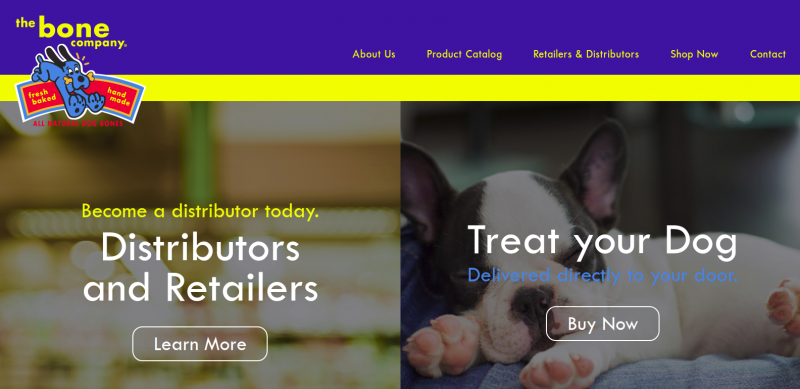 the bone
company.
About Us
Product Catalog
Retailers & Distributors
Shop Now
Contact
fresh
baked
hand
made
ALL NATURAL DOG BONES
Become a distributor today.
Distributors
and Retailers
Learn More
Treat your Dog
Delivered directly to your door.
Buy Now